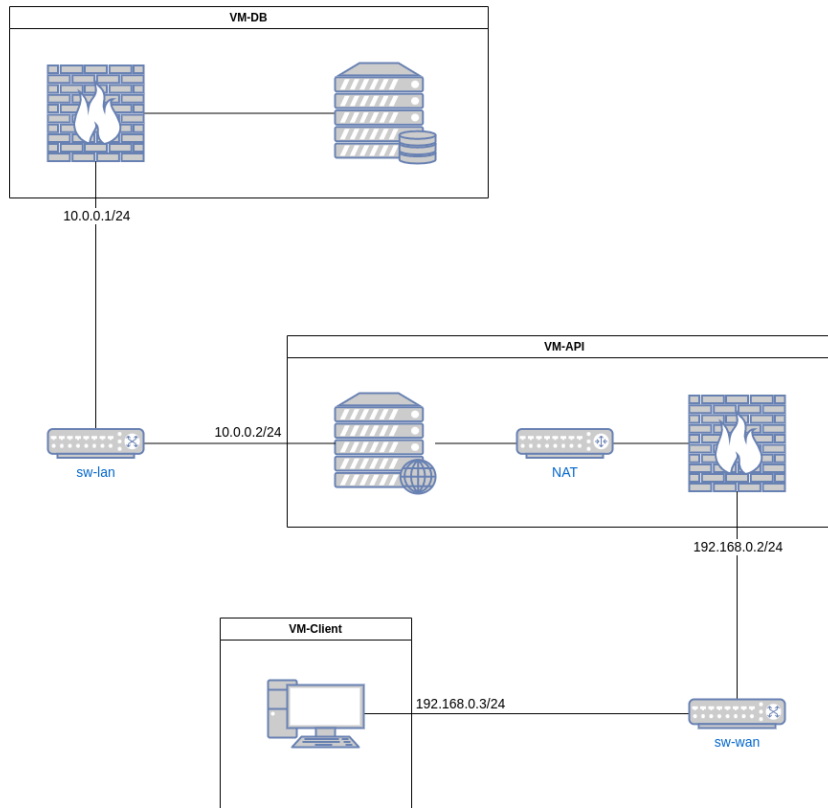 VM-DB
10.0.0.1/24
VM-API
10.0.0.2/24
sw-lan
NAT
192.168.0.2/24
VM-Client
192.168.0.3/24
sw-wan